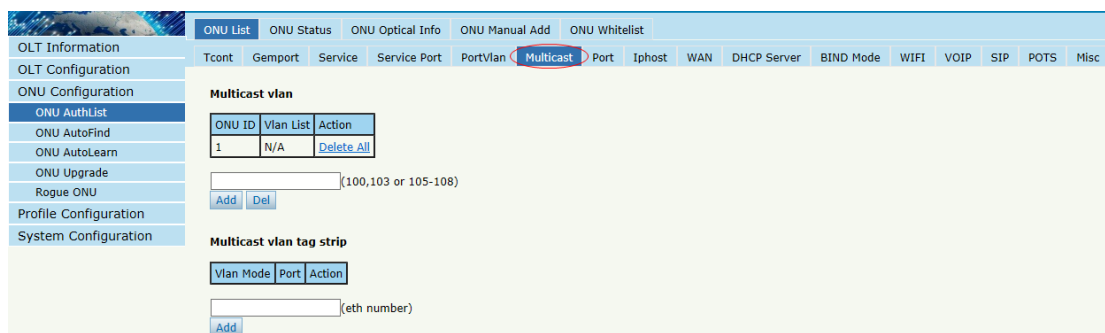 ONU List ONU Status ONU Optical Info ONU Manual Add ONU Whitelist
Tcont Gemport Service Service Port PortVlan Multicast Port Iphost WAN DHCP Server BIND Mode WIFI VOIP SIP POTS Misc
OLT Information
OLT Configuration
ONU Configuration
ONU AuthList
ONU AutoFind
ONU AutoLearn
ONU Upgrade
Rogue ONU
Profile Configuration
System Configuration
Multicast vlan
ONU ID Vlan List Action
1 N/A Delete All
(100,103 or 105-108)
Add Del
Multicast vlan tag strip
Vlan Mode Port Action
(eth number)
Add